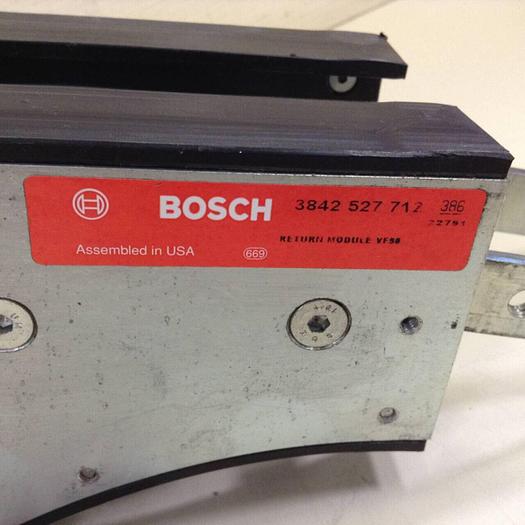 BOSCH 3842 527 712 386
22791
RETURN MODULE VF90
Assembled in USA 669